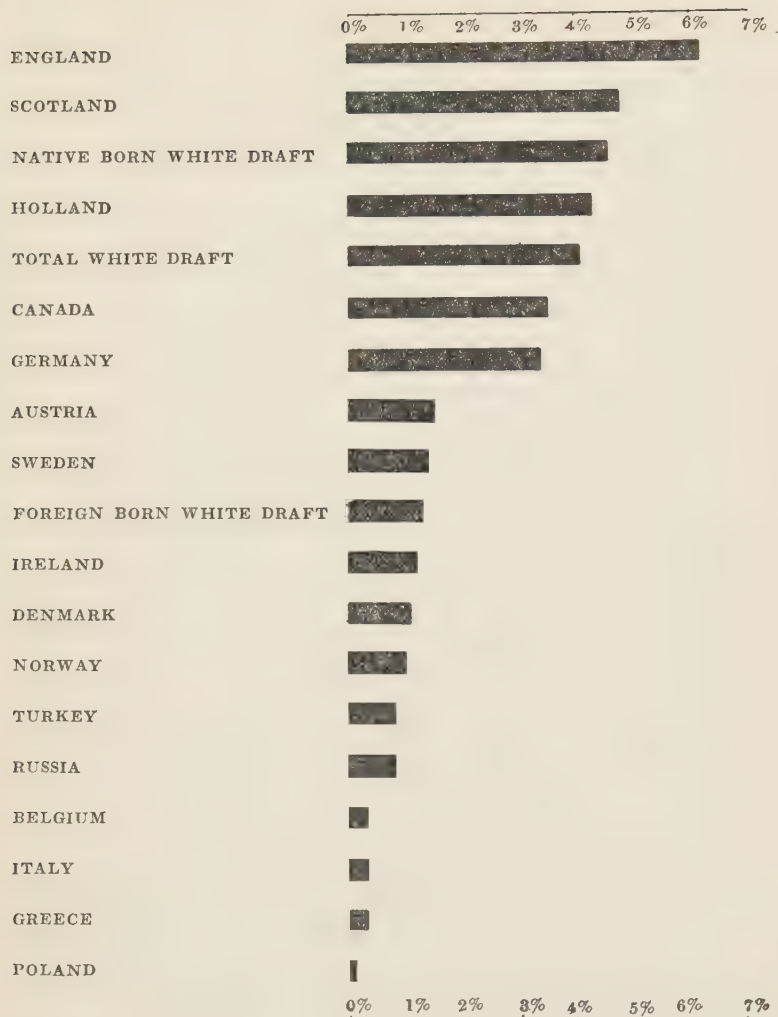 0% 1% 2% 3% 4% 5% 6% 7%
ENGLAND
SCOTLAND
NATIVE BORN WHITE DRAFT
HOLLAND
TOTAL WHITE DRAFT
CANADA
GERMANY
AUSTRIA
SWEDEN
FOREIGN BORN WHITE DRAFT
IRELAND
DENMARK
NORWAY
TURKEY
RUSSIA
BELGIUM
ITALY
GREECE
POLAND
0% 1% 2% 3% 4% 5% 6% 7%